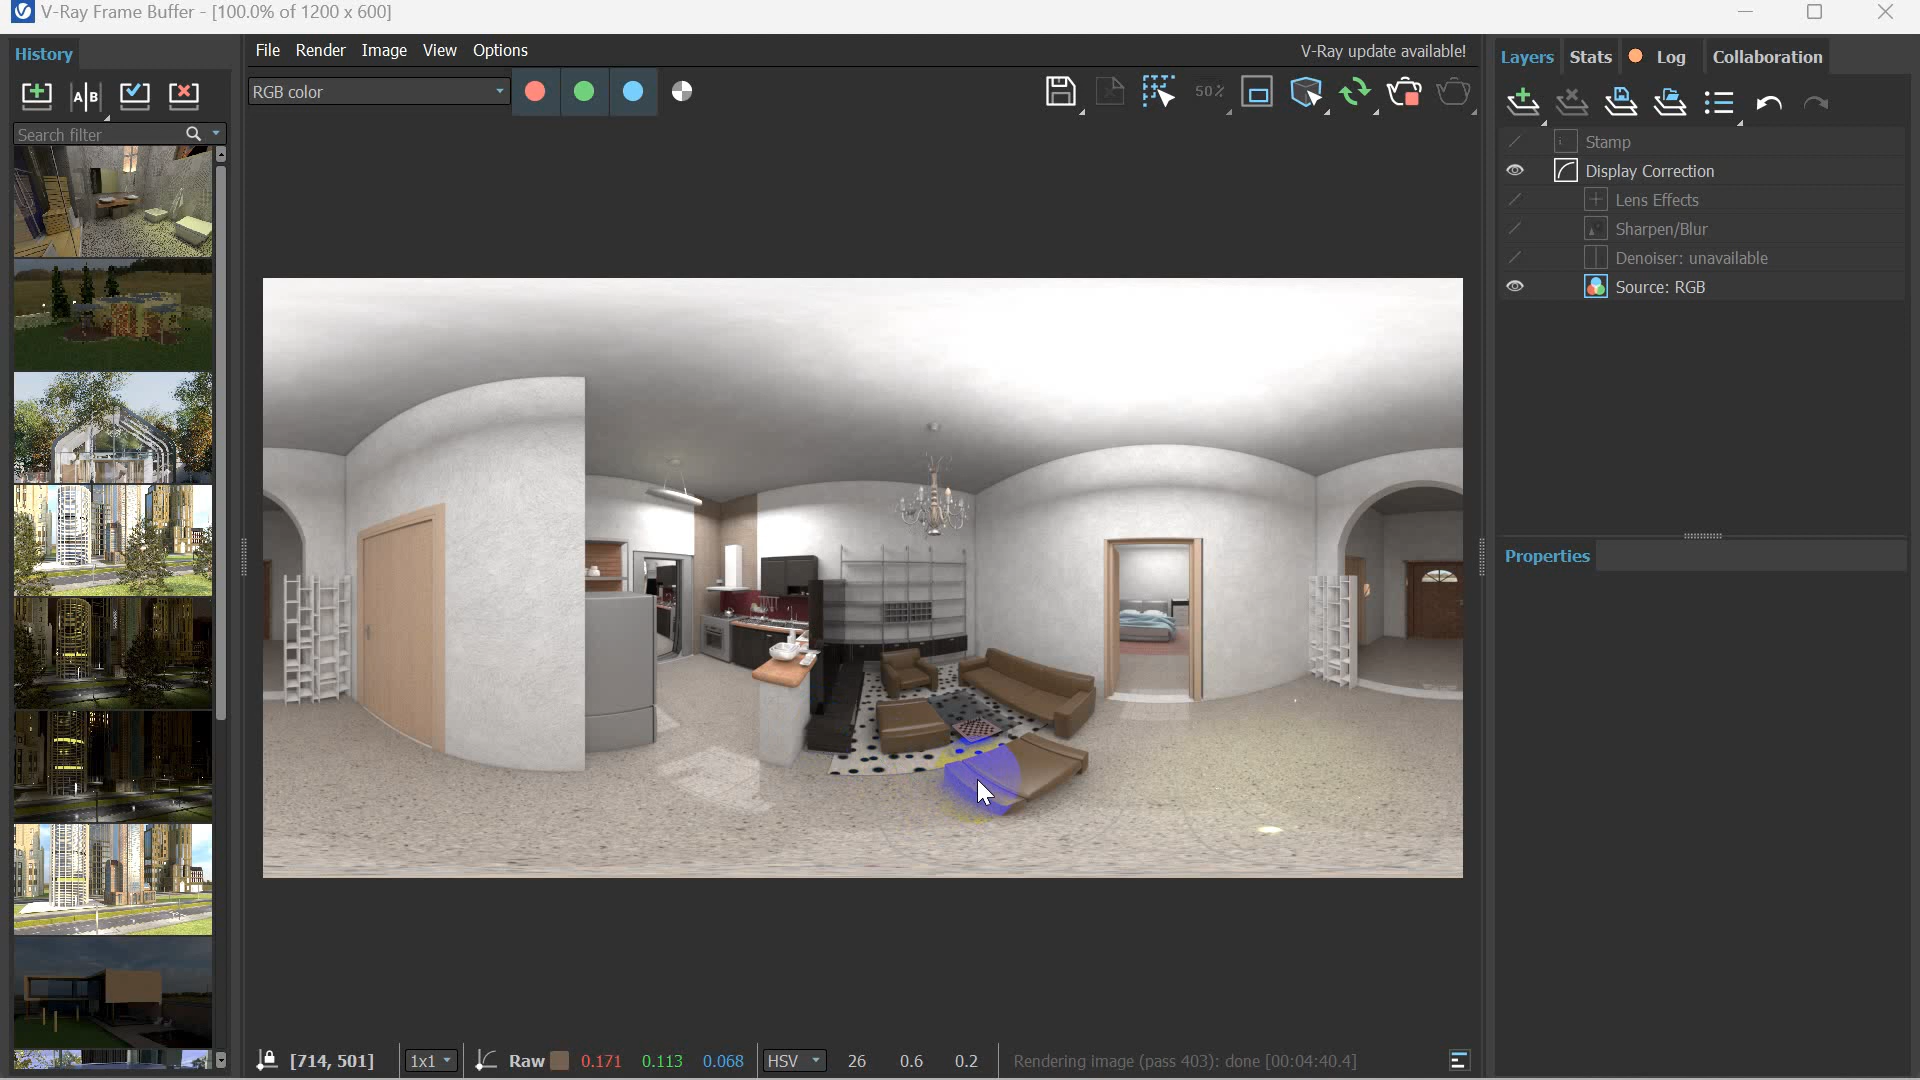 V-Ray Frame Buffer - [100.0% of 1200 x 600]
History
File Render Image View Options
V-Ray update available!
Layers Stats Log Collaboration
RGB color
50%
A|B
Search filter
Stamp
Display Correction
Lens Effects
Sharpen/Blur
Denoiser: unavailable
Source: RGB
Properties
[714, 501] 1x1 Raw 0.171 0.113 0.068 HSV 26 0.6 0.2 Rendering image (pass 403): done [00:04:40.4]